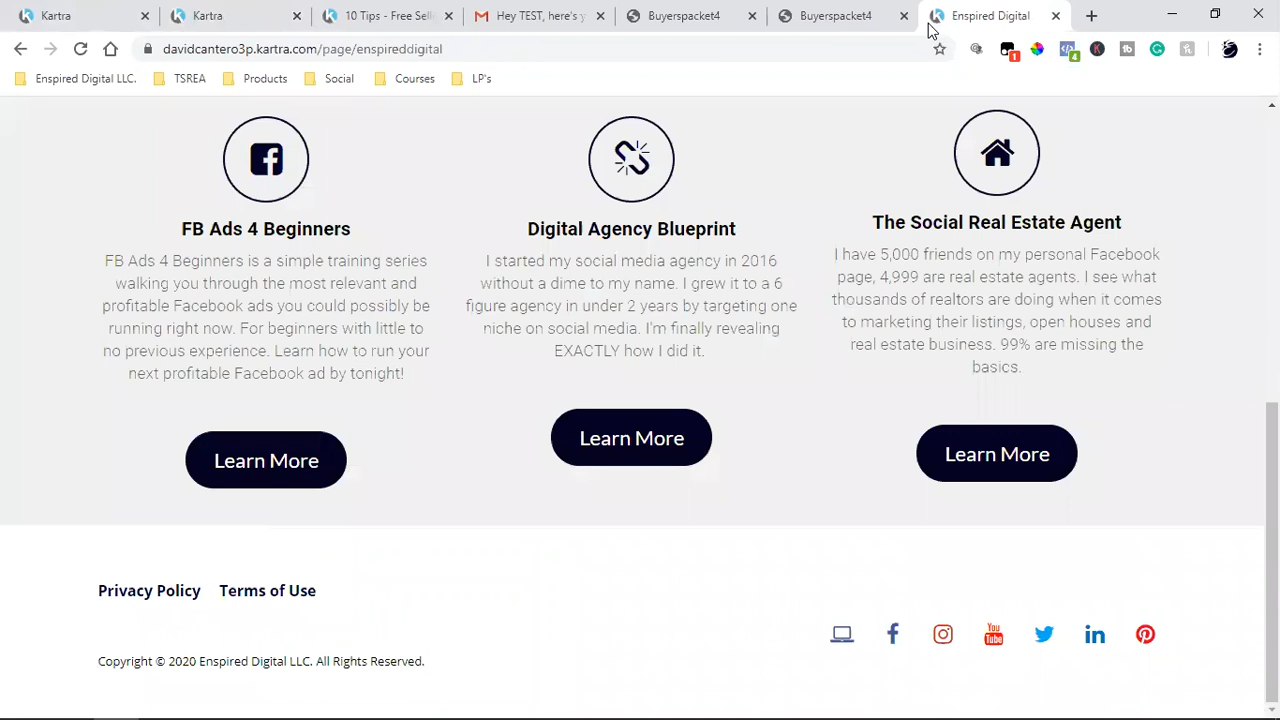 Kartra
Kartra
10 Tips - Free Sell
Hey TEST, here's y
Buyerspacket4
Buyerspacket4
Enspired Digital
davidcantero3p.kartra.com/page/enspireddigital
1
4
Enspired Digital LLC.
TSREA
Products
Social
Courses
LP's
FB Ads 4 Beginners
FB Ads 4 Beginners is a simple training series
walking you through the most relevant and
profitable Facebook ads you could possibly be
running right now. For beginners with little to
no previous experience. Learn how to run your
next profitable Facebook ad by tonight!
Learn More
Digital Agency Blueprint
I started my social media agency in 2016
without a dime to my name. I grew it to a 6
figure agency in under 2 years by targeting one
niche on social media. I'm finally revealing
EXACTLY how I did it.
Learn More
The Social Real Estate Agent
I have 5,000 friends on my personal Facebook
page, 4,999 are real estate agents. I see what
thousands of realtors are doing when it comes
to marketing their listings, open houses and
real estate business. 99% are missing the
basics.
Learn More
Privacy Policy Terms of Use
You
Tube
Copyright © 2020 Enspired Digital LLC. All Rights Reserved.